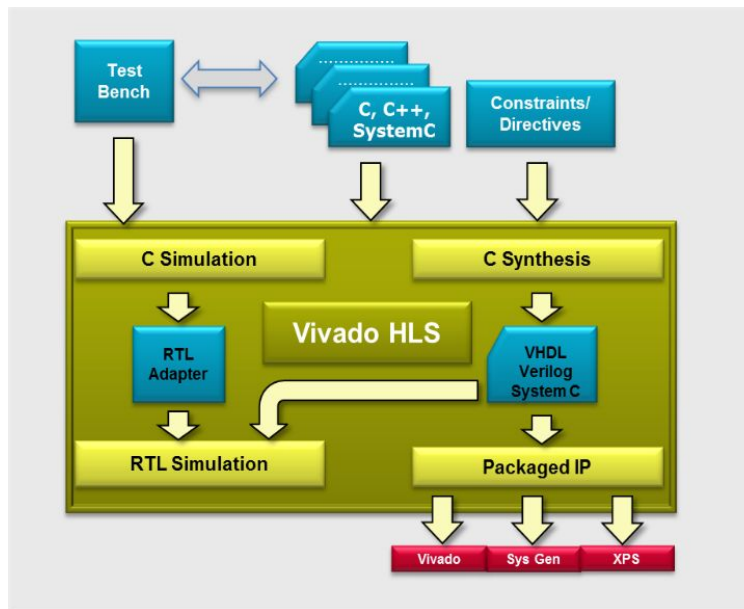 Test
Bench
..................
..................
C, C++,
SystemC
Constraints/
Directives
C Simulation
C Synthesis
Vivado HLS
RTL
Adapter
VHDL
Verilog
System C
RTL Simulation
Packaged IP
Vivado
Sys Gen
XPS